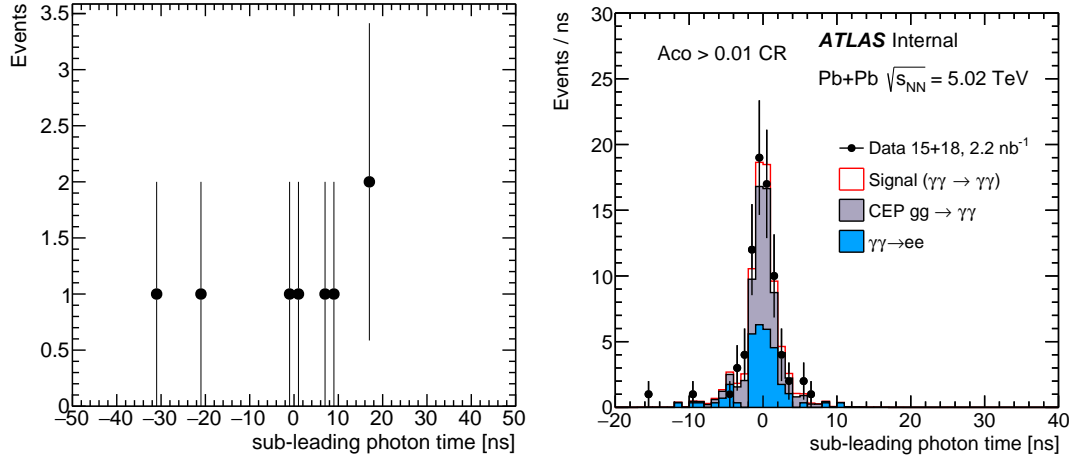 Events
3.5
3
2.5
2
1.5
1
0.5
0
−50 −40 −30 −20 −10 0 10 20 30 40 50
sub-leading photon time [ns]
Events / ns
30
25
20
15
10
5
0
Aco > 0.01 CR
ATLAS Internal
Pb+Pb √s_NN = 5.02 TeV
Data 15+18, 2.2 nb⁻¹
Signal (γγ → γγ)
CEP gg → γγ
γγ→ee
−20 −10 0 10 20 30 40
sub-leading photon time [ns]